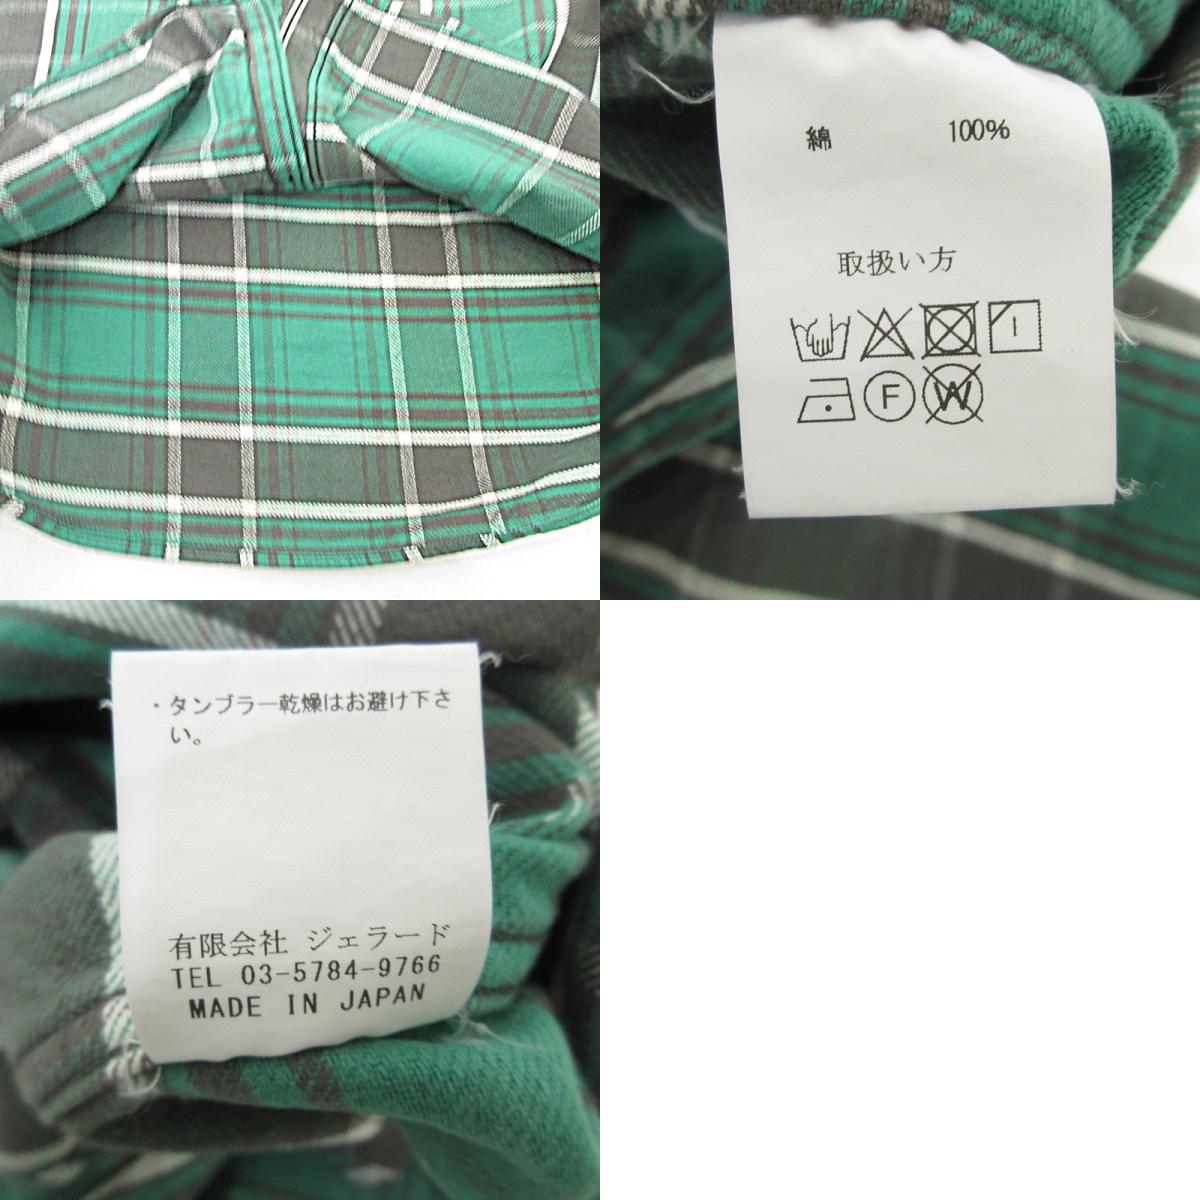 綿 100%
取扱い方
F W
・タンブラー乾燥はお避け下さ
い。
有限会社 ジェラード
TEL 03-5784-9766
MADE IN JAPAN